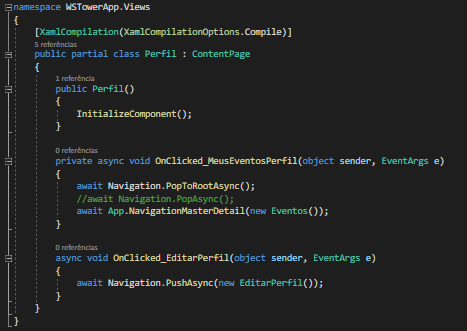 namespace WSTowerApp.Views
{
[XamlCompilation(XamlCompilationOptions.Compile)]
5 referências
public partial class Perfil : ContentPage
{
1 referência
public Perfil()
{
InitializeComponent();
}
0 referências
private async void OnClicked_MeusEventosPerfil(object sender, EventArgs e)
{
await Navigation.PopToRootAsync();
//await Navigation.PopAsync();
await App.NavigationMasterDetail(new Eventos());
}
0 referências
async void OnClicked_EditarPerfil(object sender, EventArgs e)
{
await Navigation.PushAsync(new EditarPerfil());
}
}
}